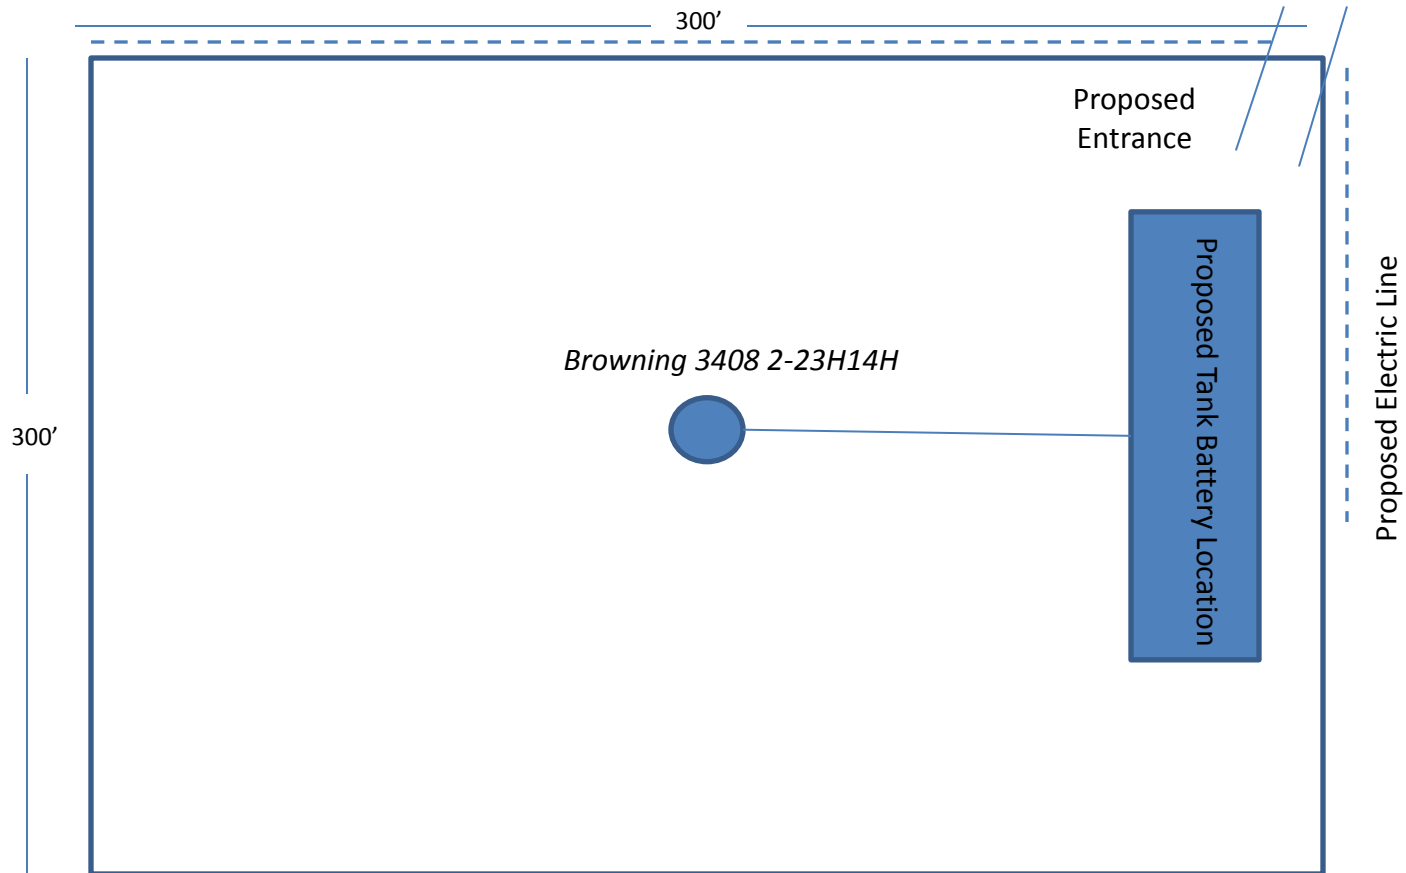 300’
Proposed
Entrance
Browning 3408 2-23H14H
300’
Proposed Tank Battery Location
Proposed Electric Line